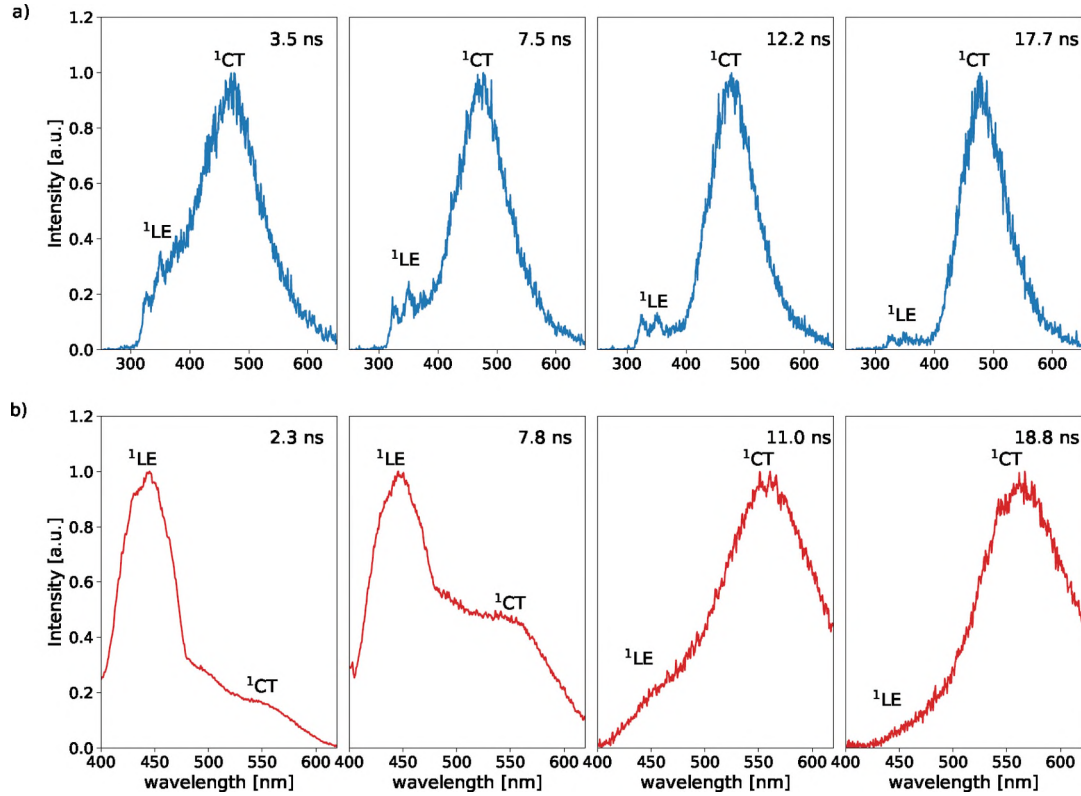 a)
Intensity [a.u.]
1.2
1.0
0.8
0.6
0.4
0.2
0.0
3.5 ns
¹CT
¹LE
300 400 500 600
7.5 ns
¹CT
¹LE
300 400 500 600
12.2 ns
¹CT
¹LE
300 400 500 600
17.7 ns
¹CT
¹LE
300 400 500 600
b)
Intensity [a.u.]
1.2
1.0
0.8
0.6
0.4
0.2
0.0
2.3 ns
¹LE
¹CT
400 450 500 550 600
wavelength [nm]
7.8 ns
¹LE
¹CT
400 450 500 550 600
wavelength [nm]
11.0 ns
¹CT
¹LE
400 450 500 550 600
wavelength [nm]
18.8 ns
¹CT
¹LE
400 450 500 550 600
wavelength [nm]